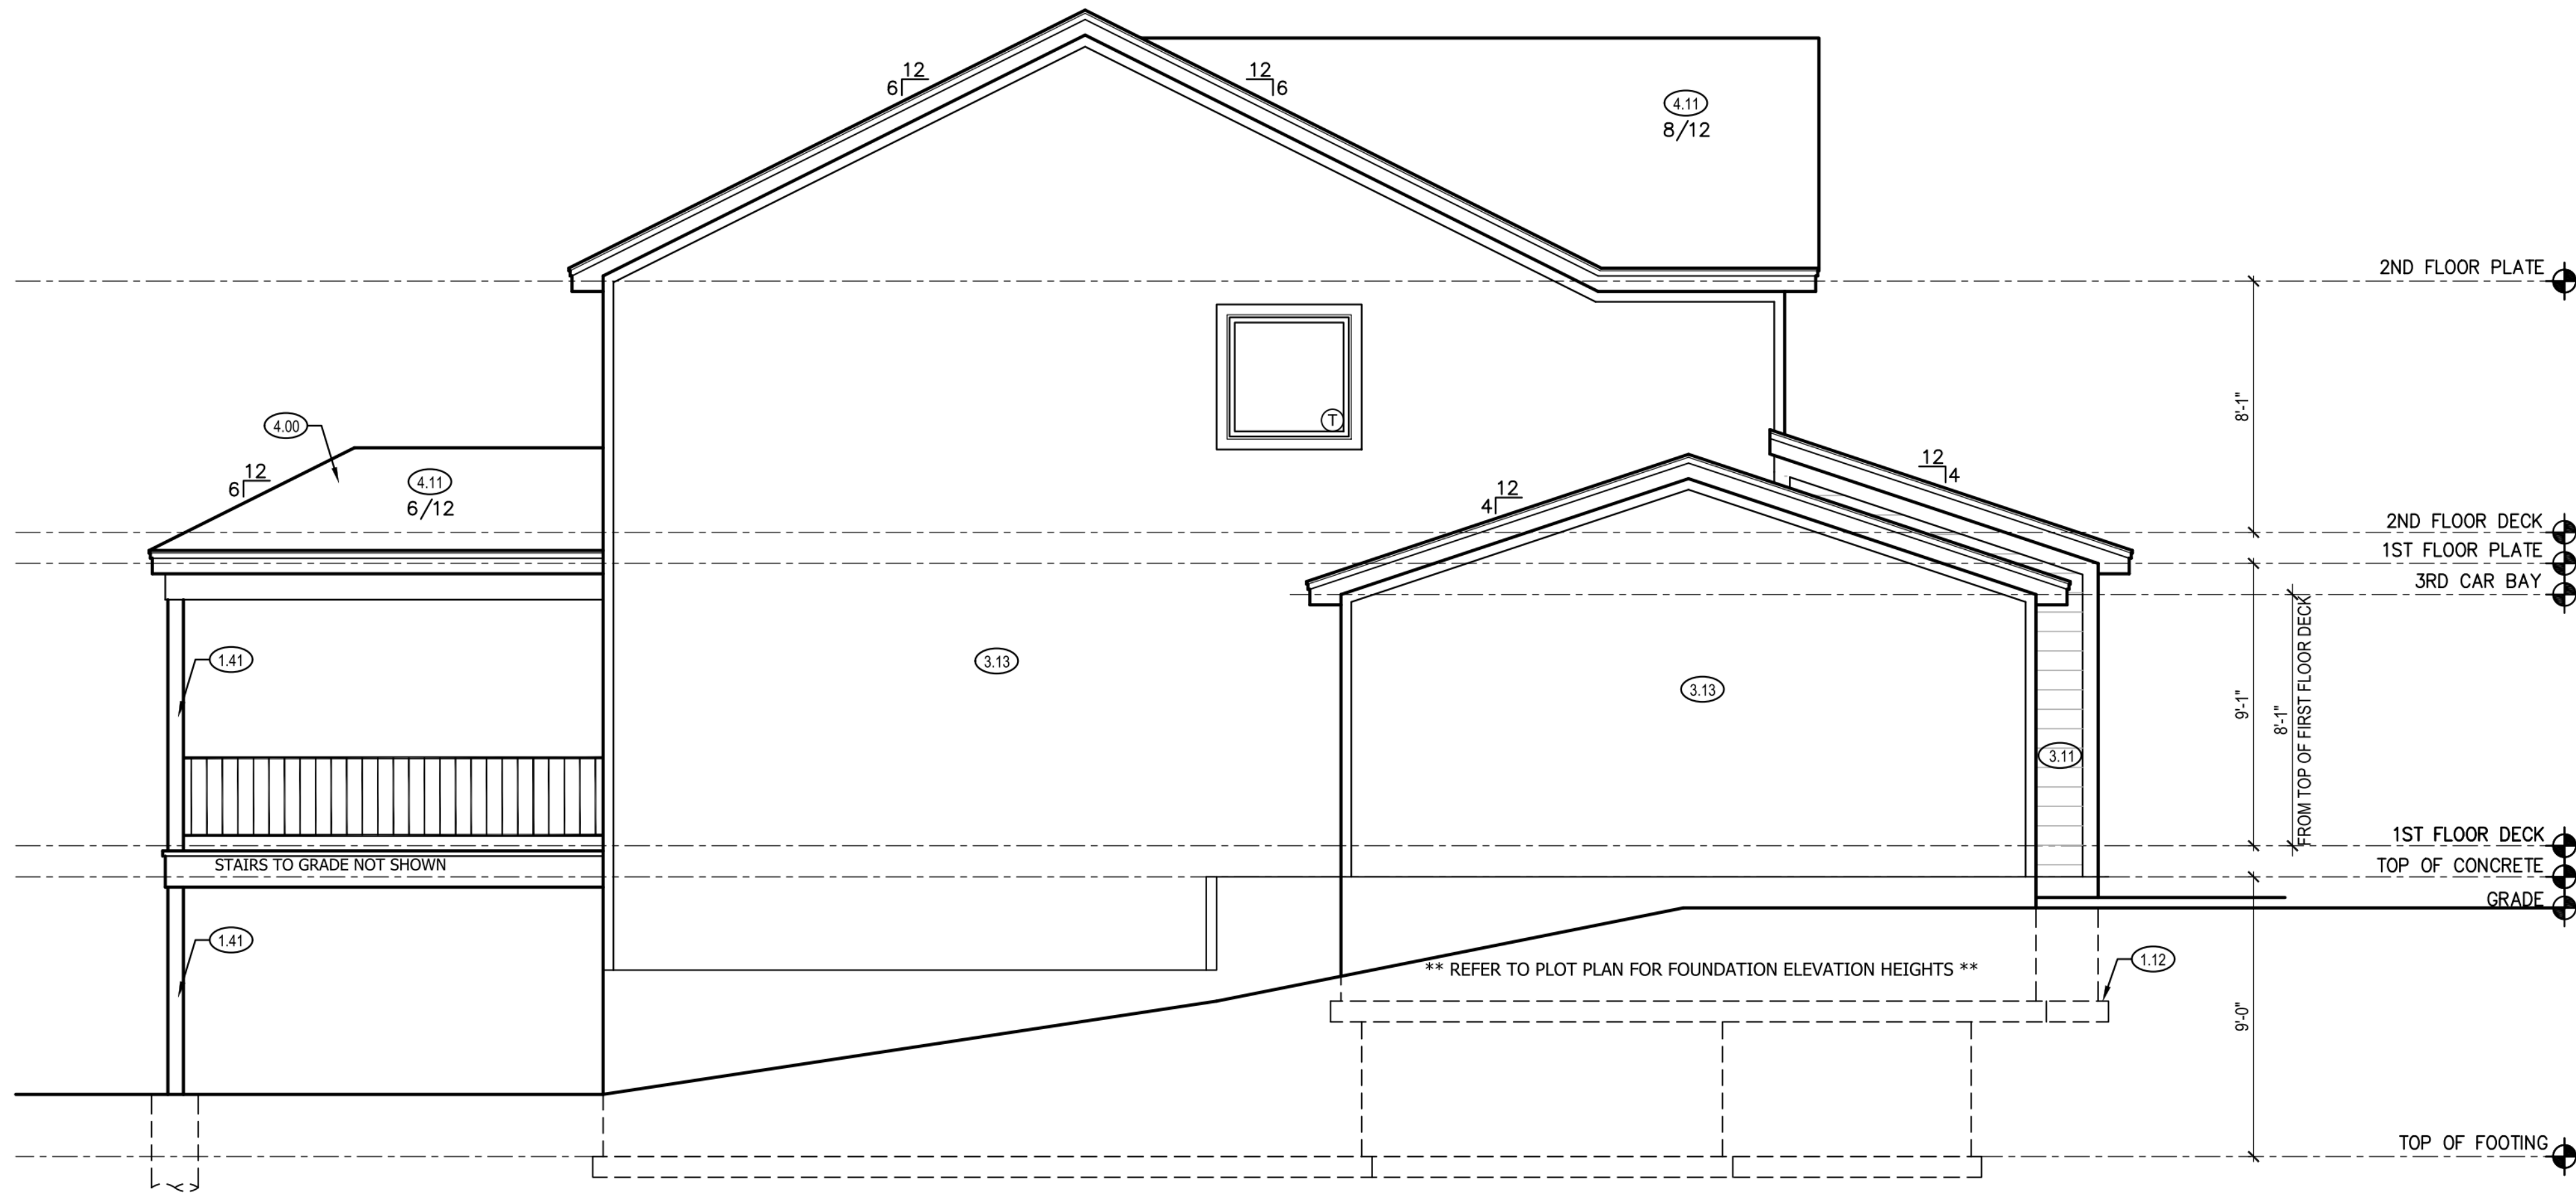 12
6
12
6
4.11
8/12
2ND FLOOR PLATE
8'-1"
T
4.00
12
6
4.11
6/12
12
4
12
4
2ND FLOOR DECK
1ST FLOOR PLATE
3RD CAR BAY
1.41
3.13
3.13
3.11
9'-1"
8'-1"
FROM TOP OF FIRST FLOOR DECK
1ST FLOOR DECK
STAIRS TO GRADE NOT SHOWN
TOP OF CONCRETE
GRADE
1.41
** REFER TO PLOT PLAN FOR FOUNDATION ELEVATION HEIGHTS **
1.12
9'-0"
TOP OF FOOTING